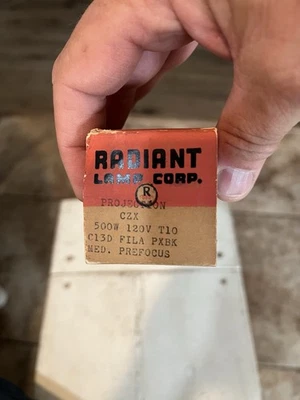 RADIANT
LAMP CORP.
®
PROJECTION
CZX
500W 120V T10
C13D FILA PXBK
MED. PREFOCUS